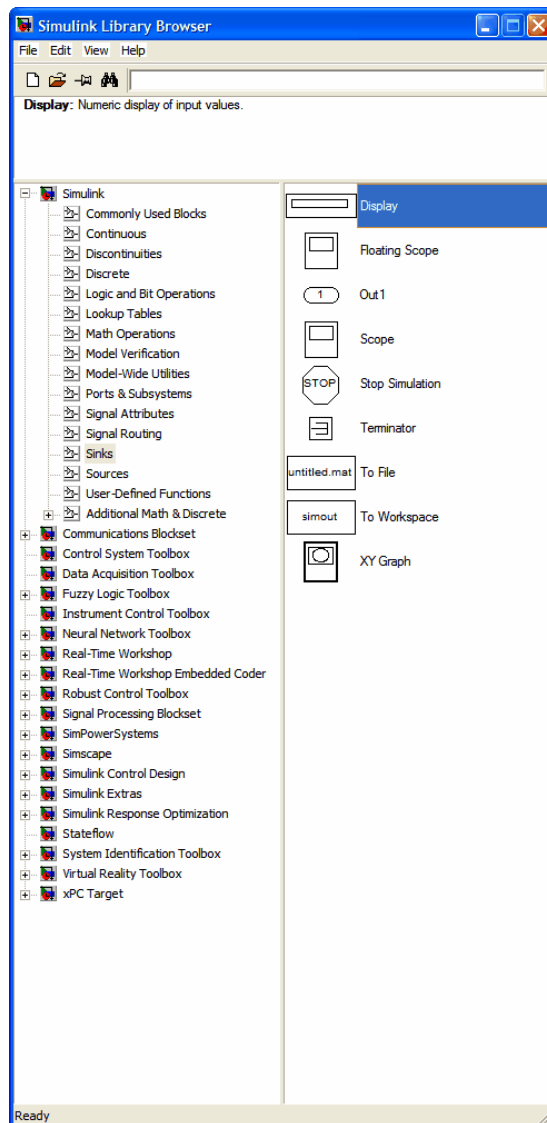 Simulink Library Browser
File Edit View Help
Display: Numeric display of input values.
Simulink
Commonly Used Blocks
Continuous
Discontinuities
Discrete
Logic and Bit Operations
Lookup Tables
Math Operations
Model Verification
Model-Wide Utilities
Ports & Subsystems
Signal Attributes
Signal Routing
Sinks
Sources
User-Defined Functions
Additional Math & Discrete
Communications Blockset
Control System Toolbox
Data Acquisition Toolbox
Fuzzy Logic Toolbox
Instrument Control Toolbox
Neural Network Toolbox
Real-Time Workshop
Real-Time Workshop Embedded Coder
Robust Control Toolbox
Signal Processing Blockset
SimPowerSystems
Simscape
Simulink Control Design
Simulink Extras
Simulink Response Optimization
Stateflow
System Identification Toolbox
Virtual Reality Toolbox
xPC Target
Display
Floating Scope
1 Out1
Scope
STOP Stop Simulation
Terminator
untitled.mat To File
simout To Workspace
XY Graph
Ready